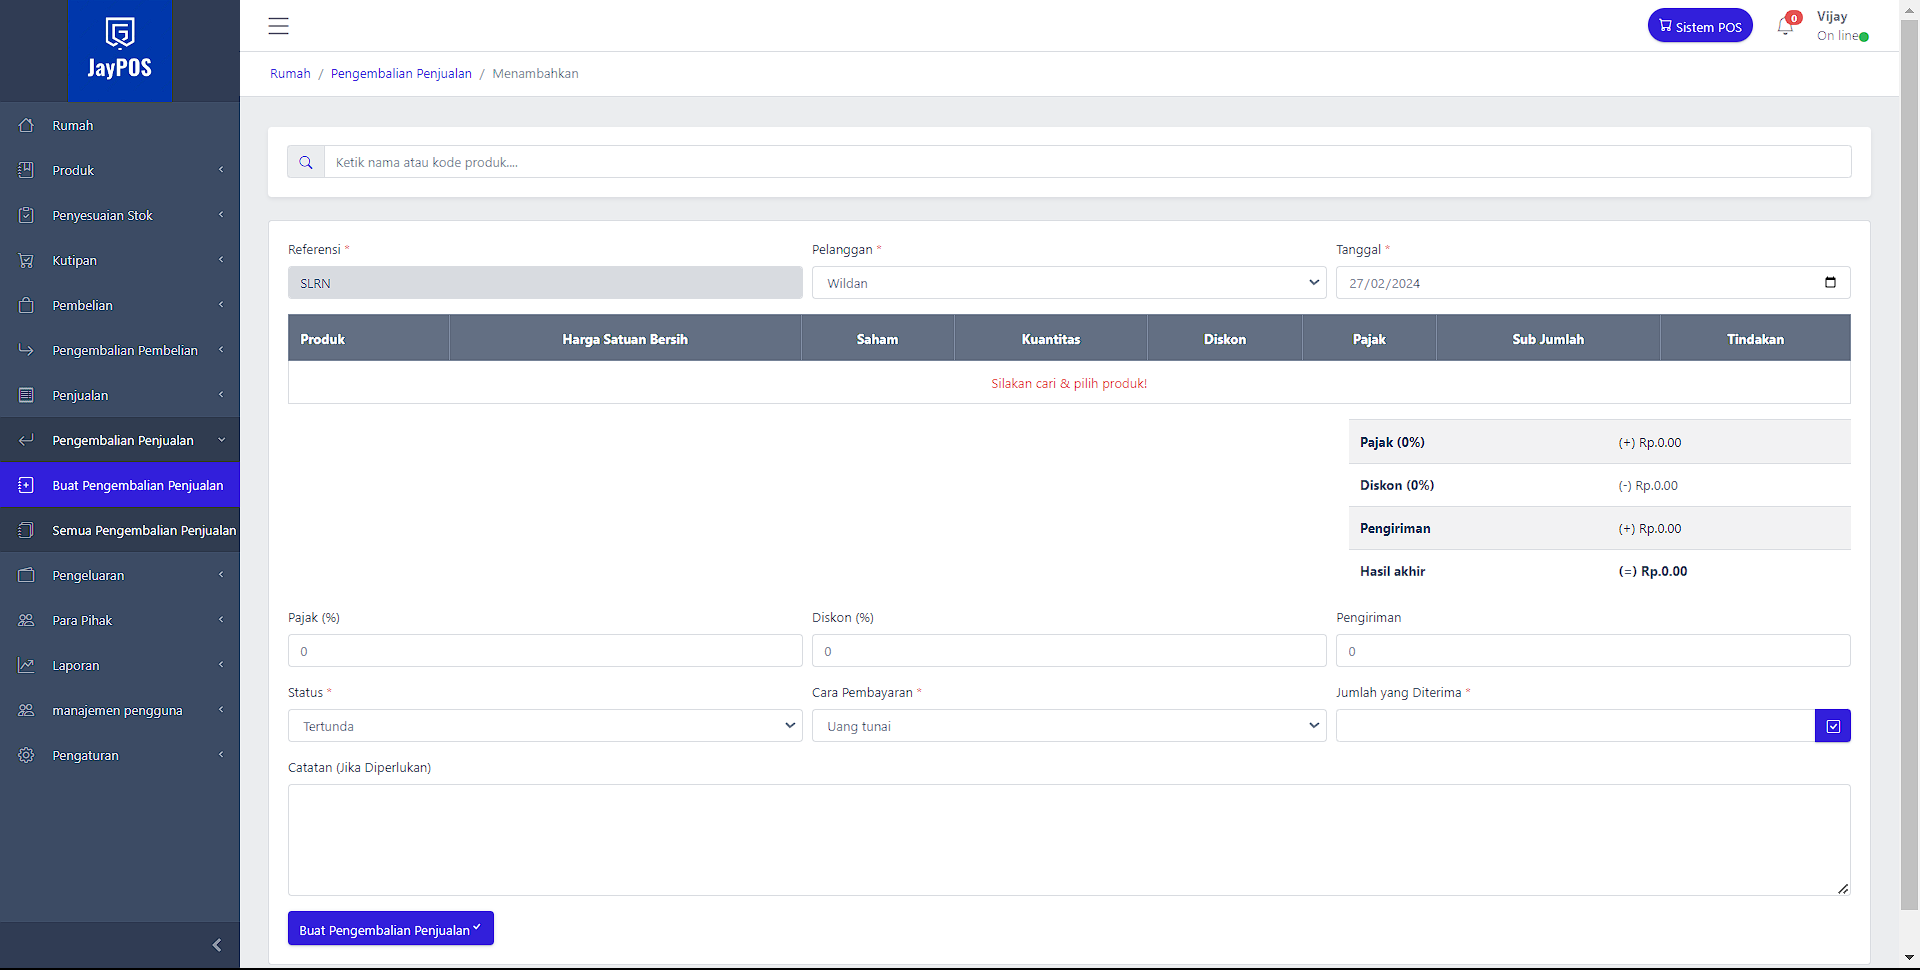 JayPOS
Sistem POS
0
Vijay
On line
Rumah / Pengembalian Penjualan / Menambahkan
Rumah
Produk
Penyesuaian Stok
Kutipan
Pembelian
Pengembalian Pembelian
Penjualan
Pengembalian Penjualan
Buat Pengembalian Penjualan
Semua Pengembalian Penjualan
Pengeluaran
Para Pihak
Laporan
manajemen pengguna
Pengaturan
Ketik nama atau kode produk....
Referensi * Pelanggan * Tanggal *
SLRN Wildan 27/02/2024
Produk Harga Satuan Bersih Saham Kuantitas Diskon Pajak Sub Jumlah Tindakan
Silakan cari & pilih produk!
Pajak (0%) (+) Rp.0.00
Diskon (0%) (-) Rp.0.00
Pengiriman (+) Rp.0.00
Hasil akhir (=) Rp.0.00
Pajak (%) Diskon (%) Pengiriman
0 0 0
Status * Cara Pembayaran * Jumlah yang Diterima *
Tertunda Uang tunai
Catatan (Jika Diperlukan)
Buat Pengembalian Penjualan